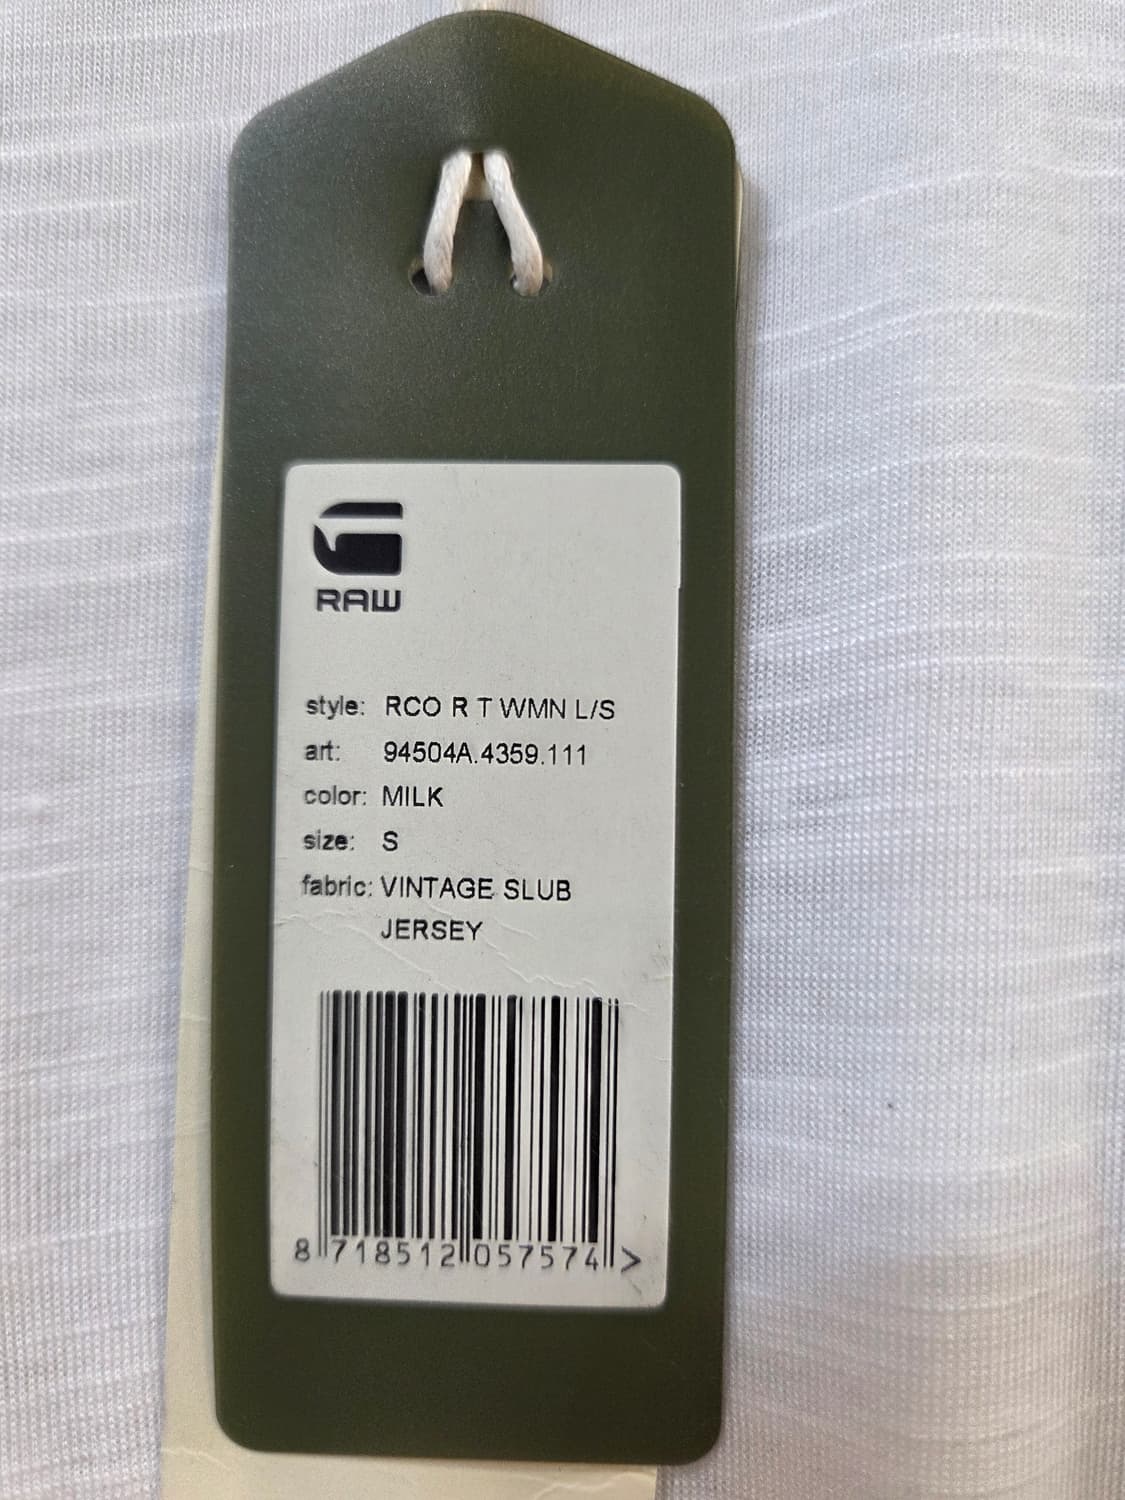 RAW
style: RCO R T WMN L/S
art: 94504A.4359.111
color: MILK
size: S
fabric: VINTAGE SLUB
JERSEY
8 718512 057574 >